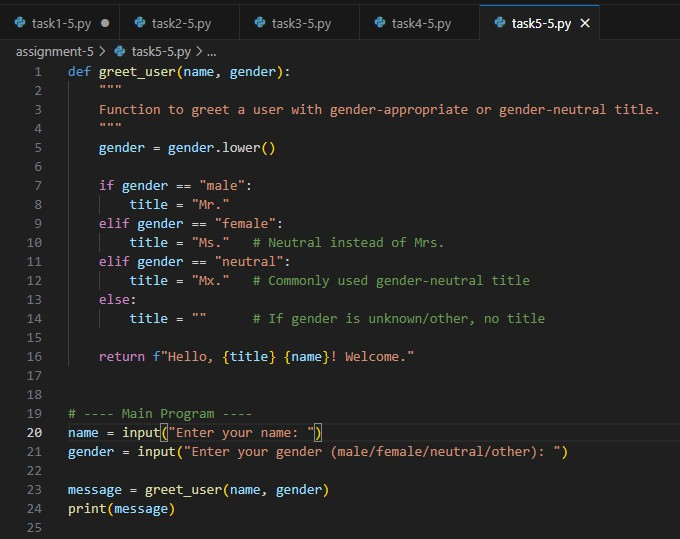 task1-5.py task2-5.py task3-5.py task4-5.py task5-5.py
assignment-5 > task5-5.py > ...
1 def greet_user(name, gender):
2     """
3     Function to greet a user with gender-appropriate or gender-neutral title.
4     """
5     gender = gender.lower()
6
7     if gender == "male":
8         title = "Mr."
9     elif gender == "female":
10         title = "Ms."   # Neutral instead of Mrs.
11     elif gender == "neutral":
12         title = "Mx."   # Commonly used gender-neutral title
13     else:
14         title = ""      # If gender is unknown/other, no title
15
16     return f"Hello, {title} {name}! Welcome."
17
18
19 # ---- Main Program ----
20 name = input("Enter your name: ")
21 gender = input("Enter your gender (male/female/neutral/other): ")
22
23 message = greet_user(name, gender)
24 print(message)
25